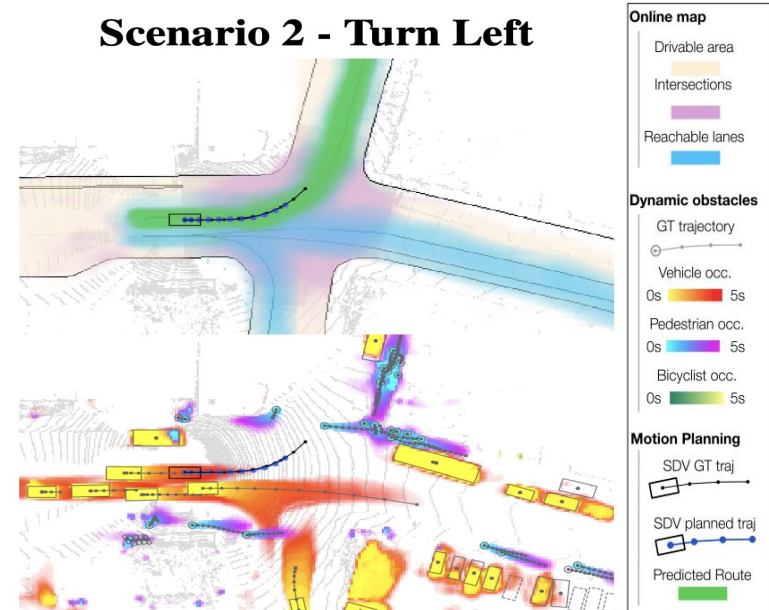 Scenario 2 - Turn Left
Online map
Drivable area
Intersections
Reachable lanes
Dynamic obstacles
GT trajectory
Vehicle occ.
0s 5s
Pedestrian occ.
0s 5s
Bicyclist occ.
0s 5s
Motion Planning
SDV GT traj
SDV planned traj
Predicted Route